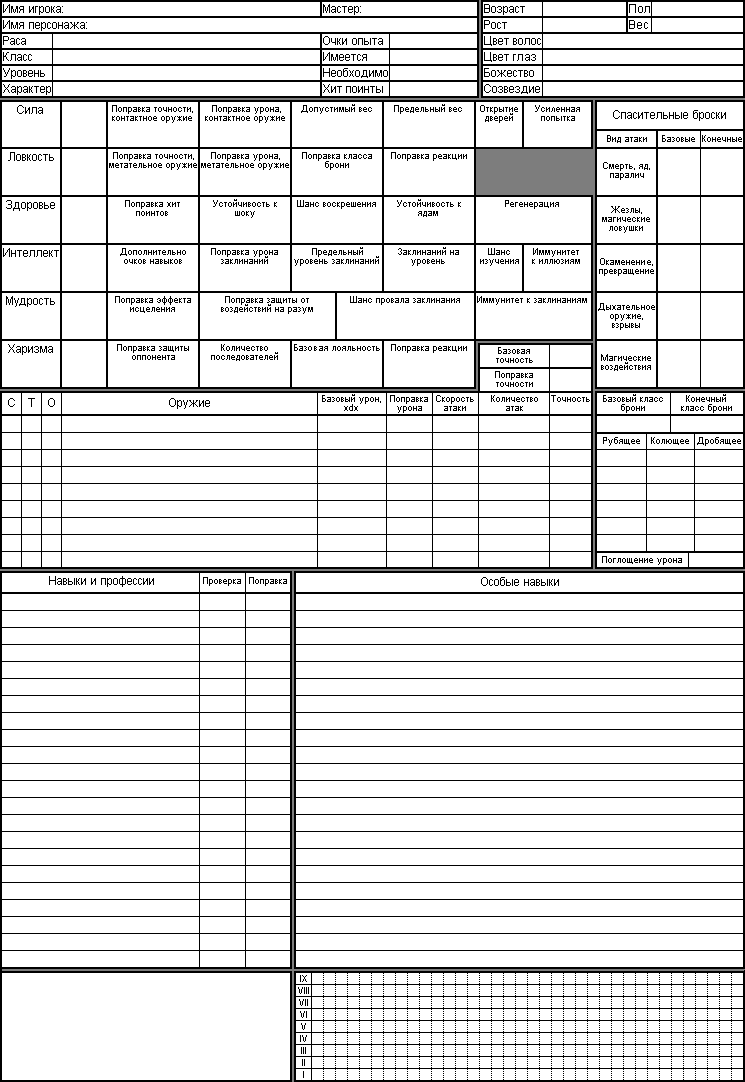 Имя игрока:
Мастер:
Возраст
Пол
Имя персонажа:
Рост
Вес
Раса
Очки опыта
Цвет волос
Класс
Имеется
Цвет глаз
Уровень
Необходимо
Божество
Характер
Хит поинты
Созвездие
Сила
Поправка точности,
контактное оружие
Поправка урона,
контактное оружие
Допустимый вес
Предельный вес
Открытие
дверей
Усиленная
попытка
Спасительные броски
Вид атаки
Базовые
Конечные
Ловкость
Поправка точности,
метательное оружие
Поправка урона,
метательное оружие
Поправка класса
брони
Поправка реакции
Смерть, яд,
паралич
Здоровье
Поправка хит
поинтов
Устойчивость к
шоку
Шанс воскрешения
Устойчивость к
ядам
Регенерация
Жезлы,
магические
ловушки
Интеллект
Дополнительно
очков навыков
Поправка урона
заклинаний
Предельный
уровень заклинаний
Заклинаний на
уровень
Шанс
изучения
Иммунитет
к иллюзиям
Окаменение,
превращение
Мудрость
Поправка эффекта
исцеления
Поправка защиты от
воздействий на разум
Шанс провала заклинания
Иммунитет к заклинаниям
Дыхательное
оружие,
взрывы
Харизма
Поправка защиты
оппонента
Количество
последователей
Базовая лояльность
Поправка реакции
Базовая
точность
Поправка
точности
Магические
воздействия
С
Т
О
Оружие
Базовый урон,
xdx
Поправка
урона
Скорость
атаки
Количество
атак
Точность
Базовый класс
брони
Конечный
класс брони
Рубящее
Колющее
Дробящее
Поглощение урона
Навыки и профессии
Проверка
Поправка
Особые навыки
IX
VIII
VII
VI
V
IV
III
II
I